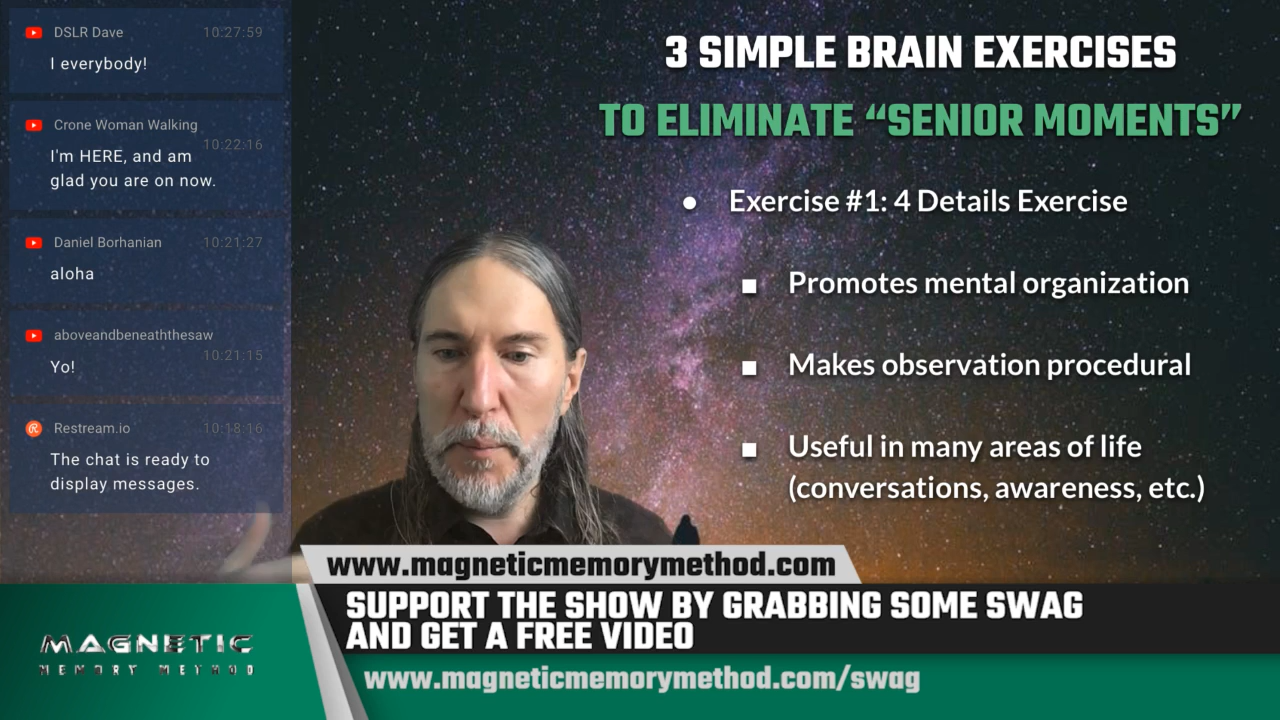 DSLR Dave 10:27:59
I everybody!
Crone Woman Walking
10:22:16
I'm HERE, and am
glad you are on now.
Daniel Borhanian 10:21:27
aloha
aboveandbeneaththesaw
10:21:15
Yo!
Restream.io 10:18:16
The chat is ready to
display messages.
3 SIMPLE BRAIN EXERCISES
TO ELIMINATE “SENIOR MOMENTS”
● Exercise #1: 4 Details Exercise
■ Promotes mental organization
■ Makes observation procedural
■ Useful in many areas of life
(conversations, awareness, etc.)
www.magneticmemorymethod.com
SUPPORT THE SHOW BY GRABBING SOME SWAG
AND GET A FREE VIDEO
www.magneticmemorymethod.com/swag
MAGNETIC
MEMORY METHOD